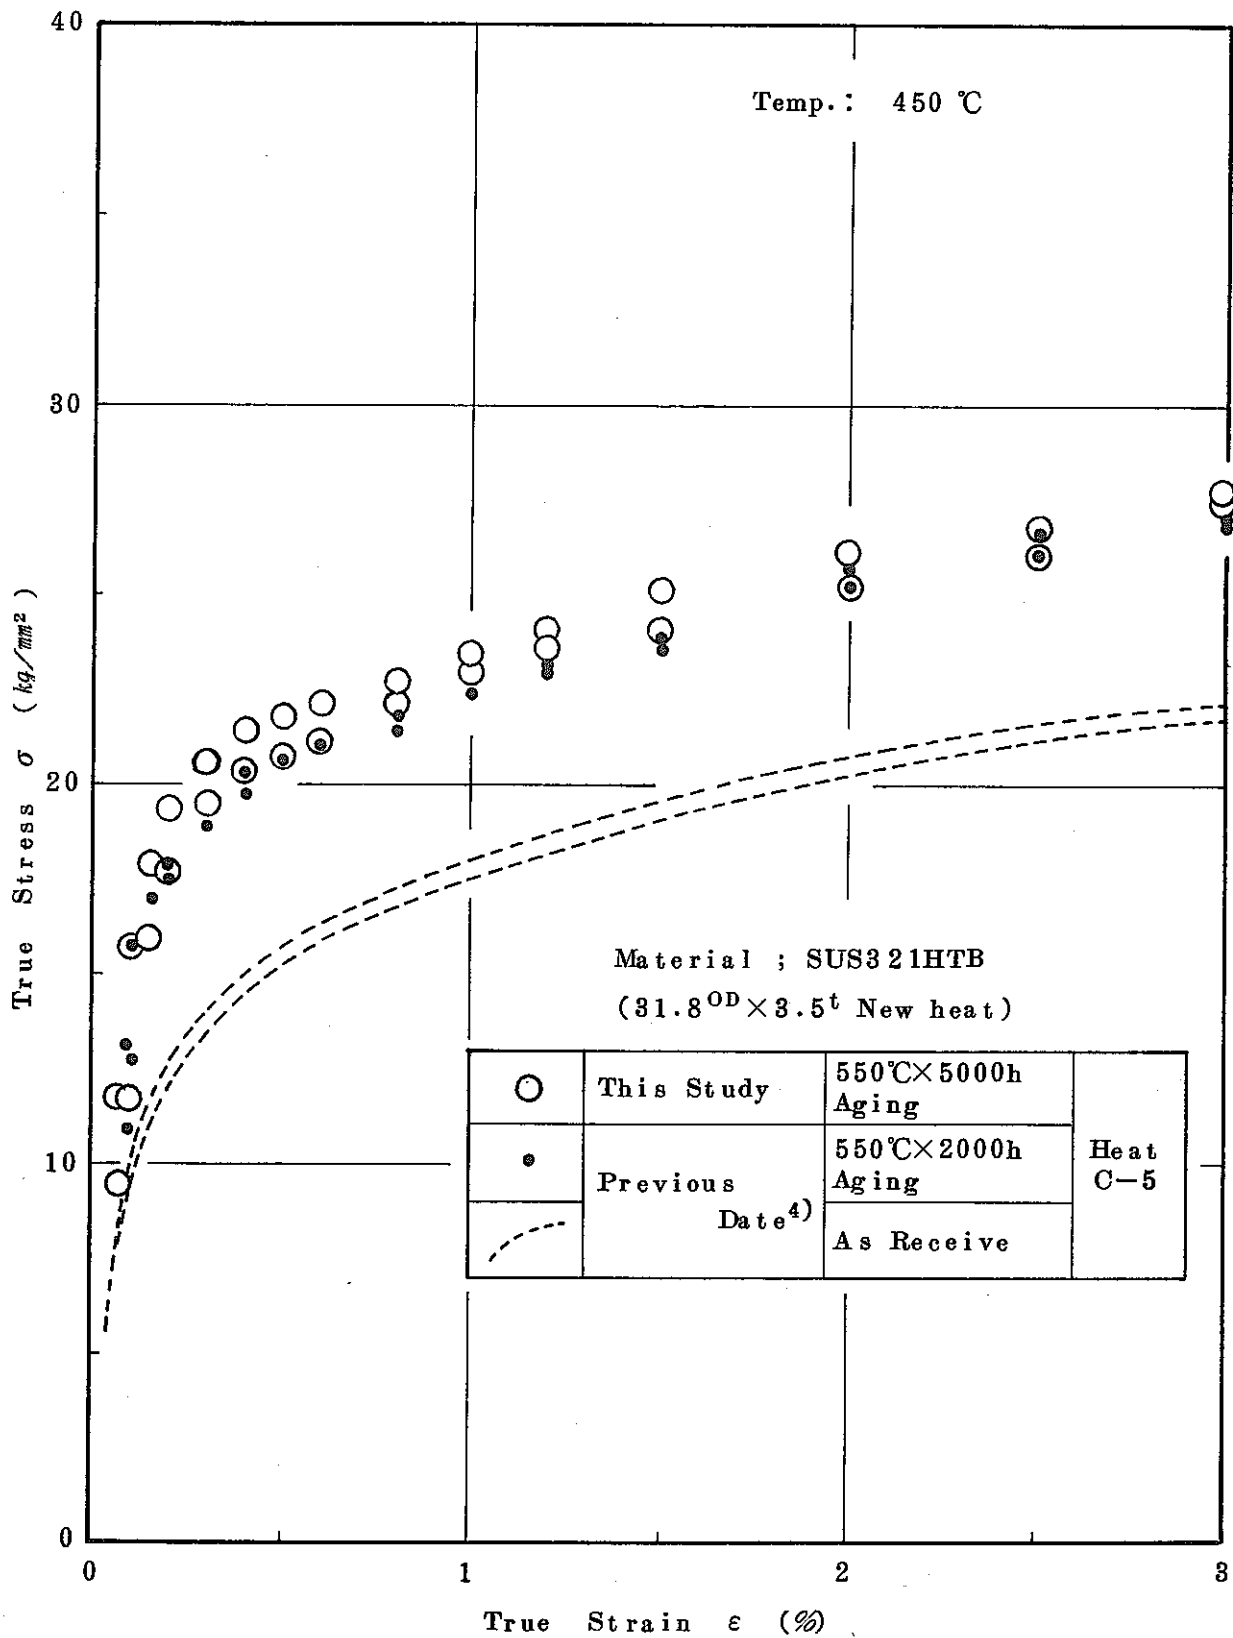 40
Temp.: 450 ℃
30
20
10
0
True Stress σ (kg/mm²)
Material ; SUS321HTB
(31.8ᴼᴰ×3.5ᵗ New heat)
This Study
550℃×5000h
Aging
Previous
Date⁴⁾
550℃×2000h
Aging
As Receive
Heat
C-5
0 1 2 3
True Strain ε (%)